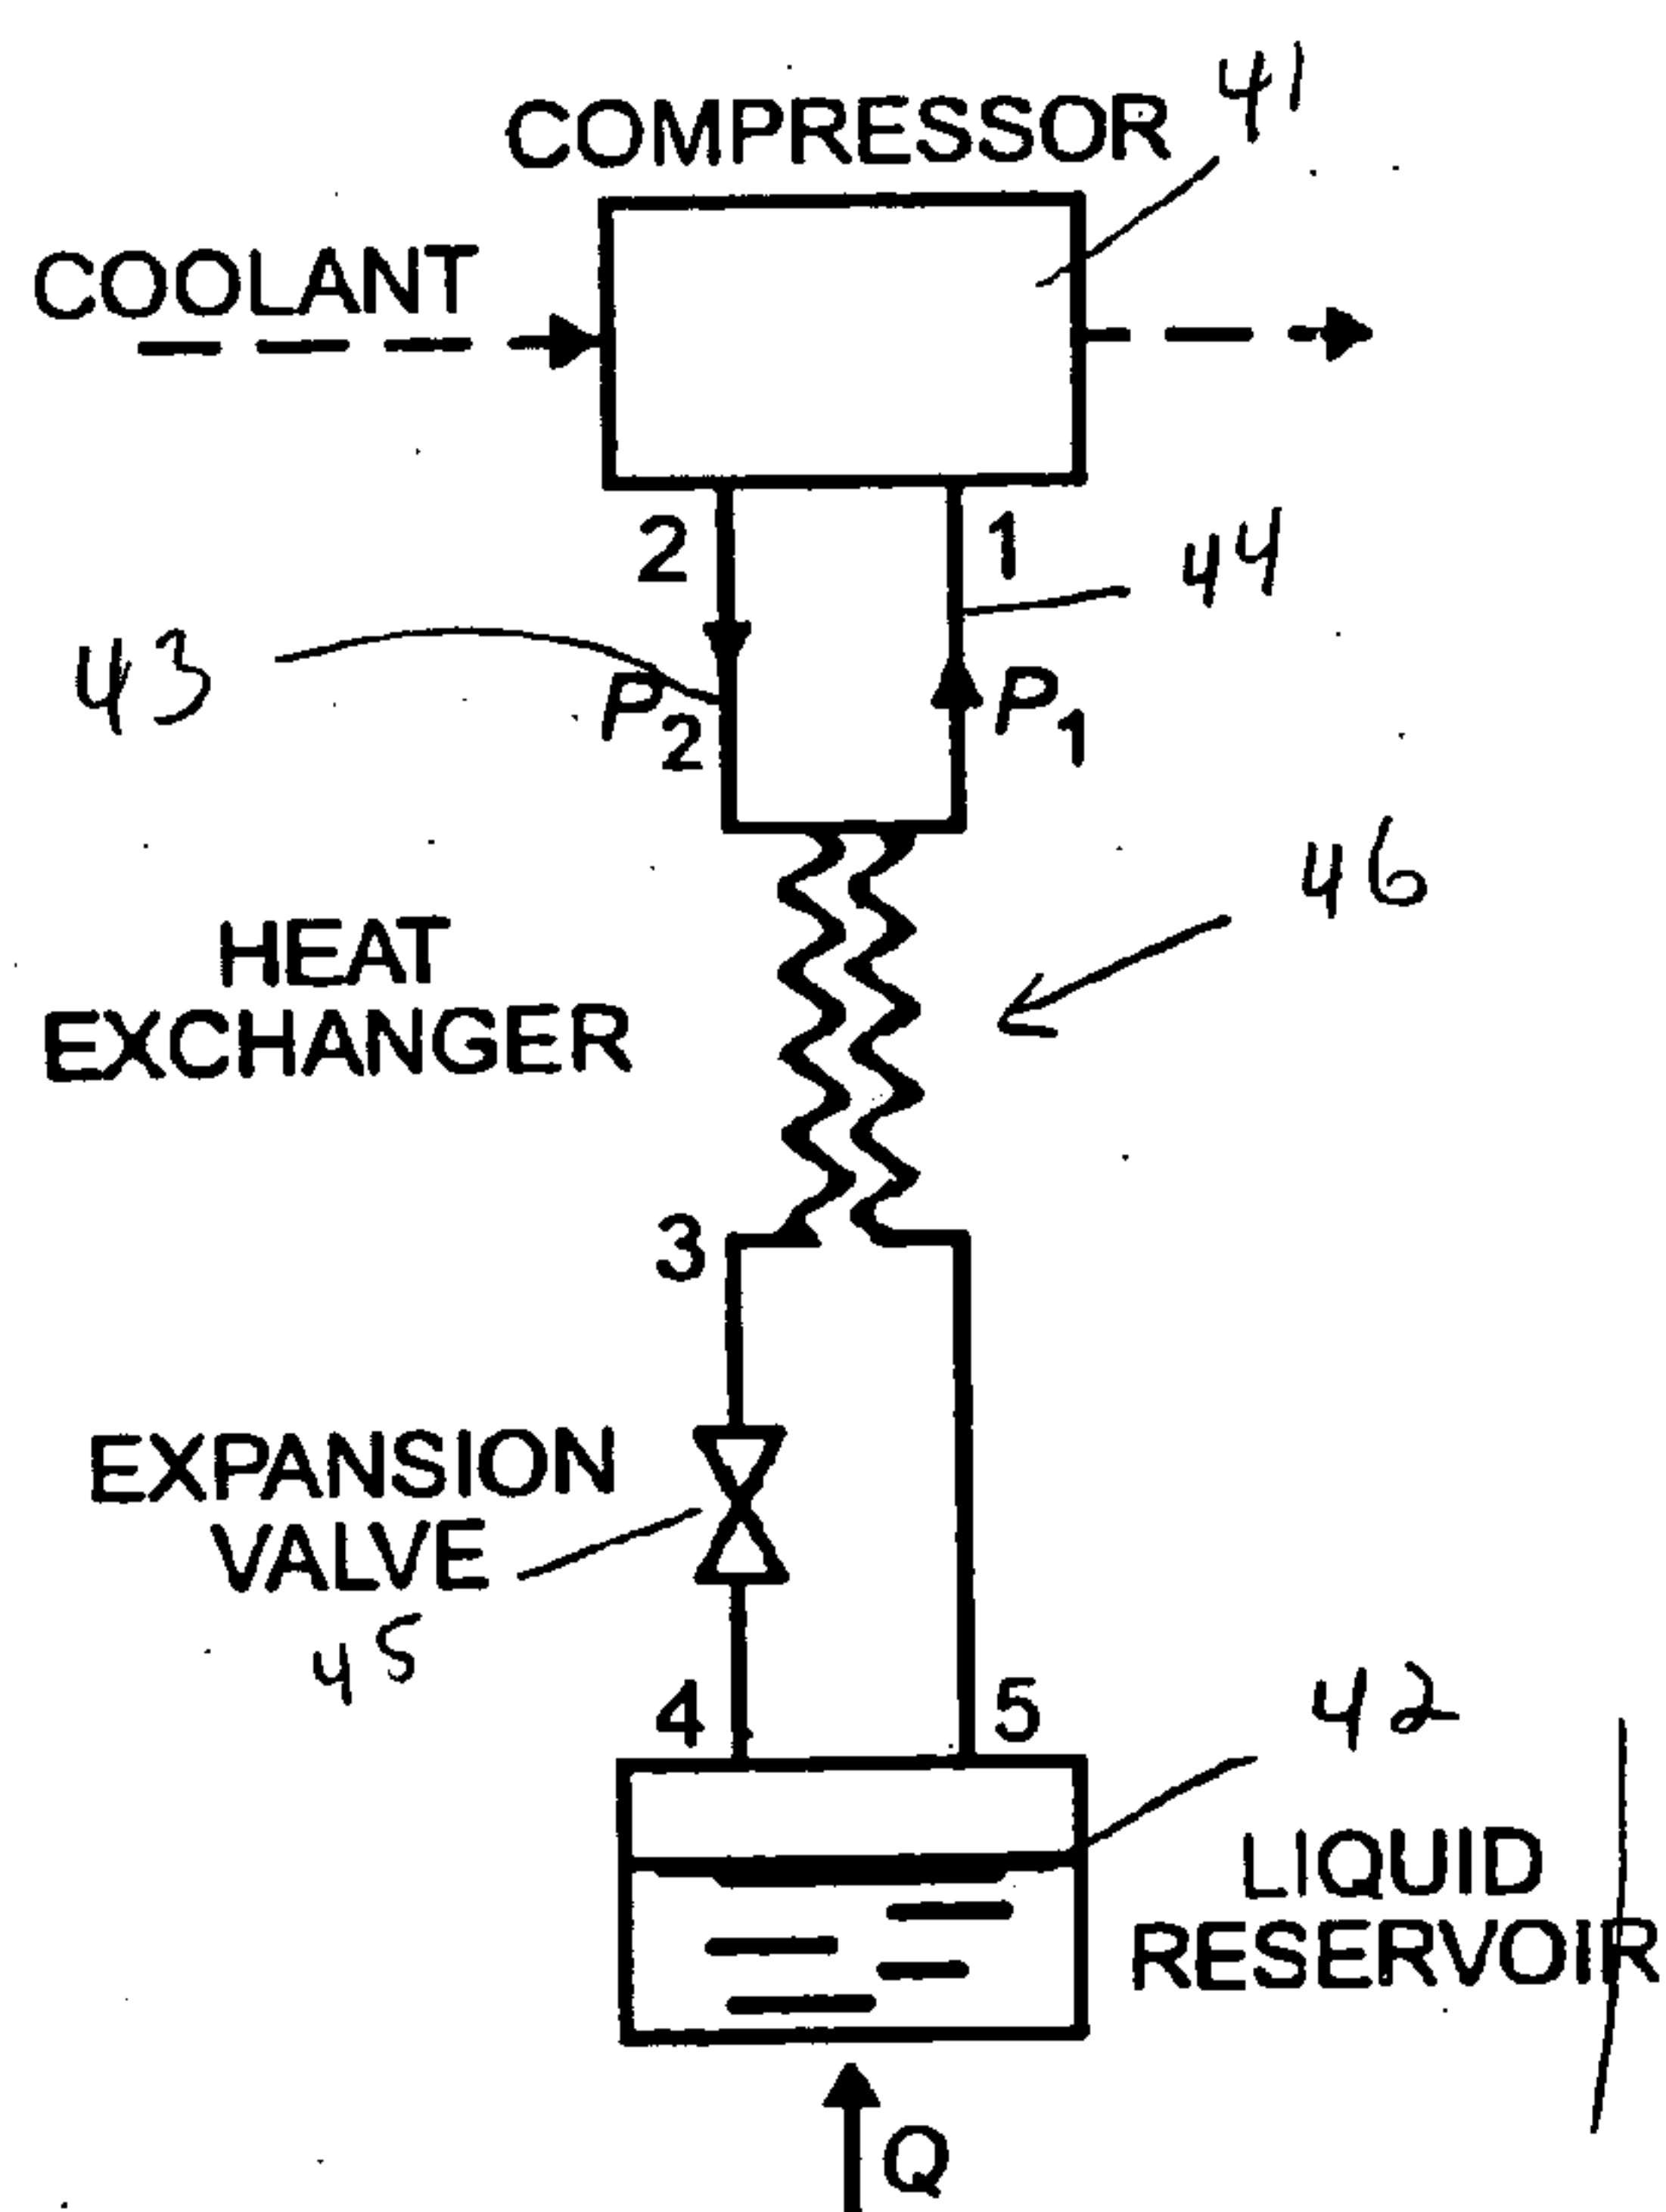 41
COMPRESSOR
COOLANT
2
1
44
43
P2
P1
46
HEAT
EXCHANGER
3
EXPANSION
VALVE
45
4
5
42
LIQUID
RESERVOIR
Q